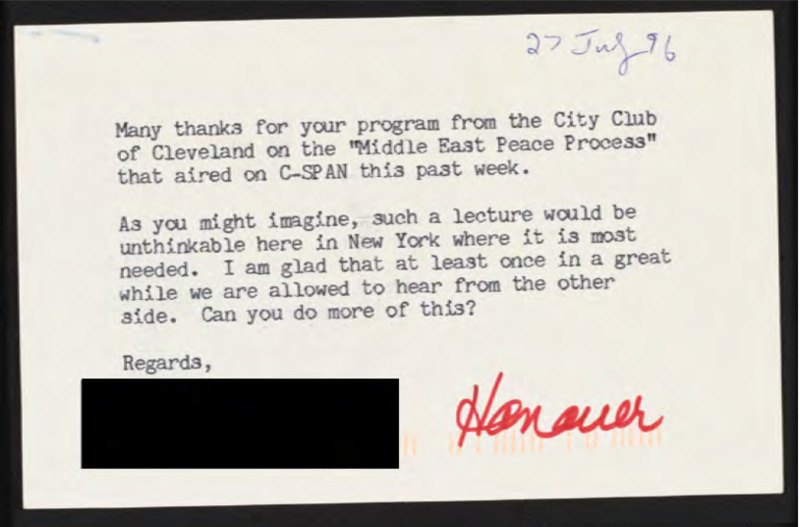 27 July 96
Many thanks for your program from the City Club
of Cleveland on the "Middle East Peace Process"
that aired on C-SPAN this past week.
As you might imagine, such a lecture would be
unthinkable here in New York where it is most
needed.  I am glad that at least once in a great
while we are allowed to hear from the other
side.  Can you do more of this?
Regards,
Honauer